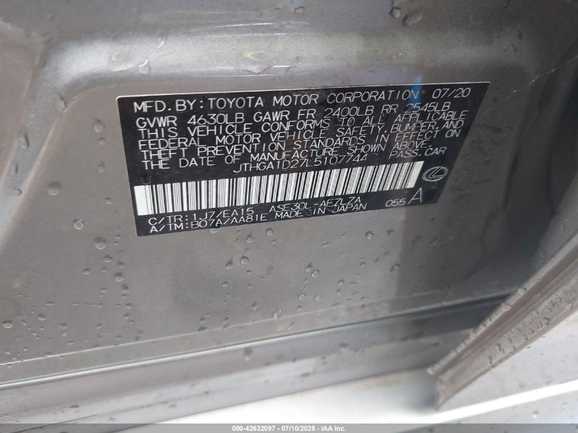 MFD. BY: TOYOTA MOTOR CORPORATION 07/20
GVWR 4630LB GAWR FR 2400LB RR 2545LB
THIS VEHICLE CONFORMS TO ALL APPLICABLE
FEDERAL MOTOR VEHICLE SAFETY, BUMPER, AND
THEFT PREVENTION STANDARDS IN EFFECT ON
THE DATE OF MANUFACTURE SHOWN ABOVE.
JTHGA1D27L5107744 PASS. CAR
C/TR: 1J7/EA16 ASE30L-AEZLZA 055 A
A/TM: B07A/AA81E MADE IN JAPAN
000-42632097 - 07/10/2025 - IAA Inc.